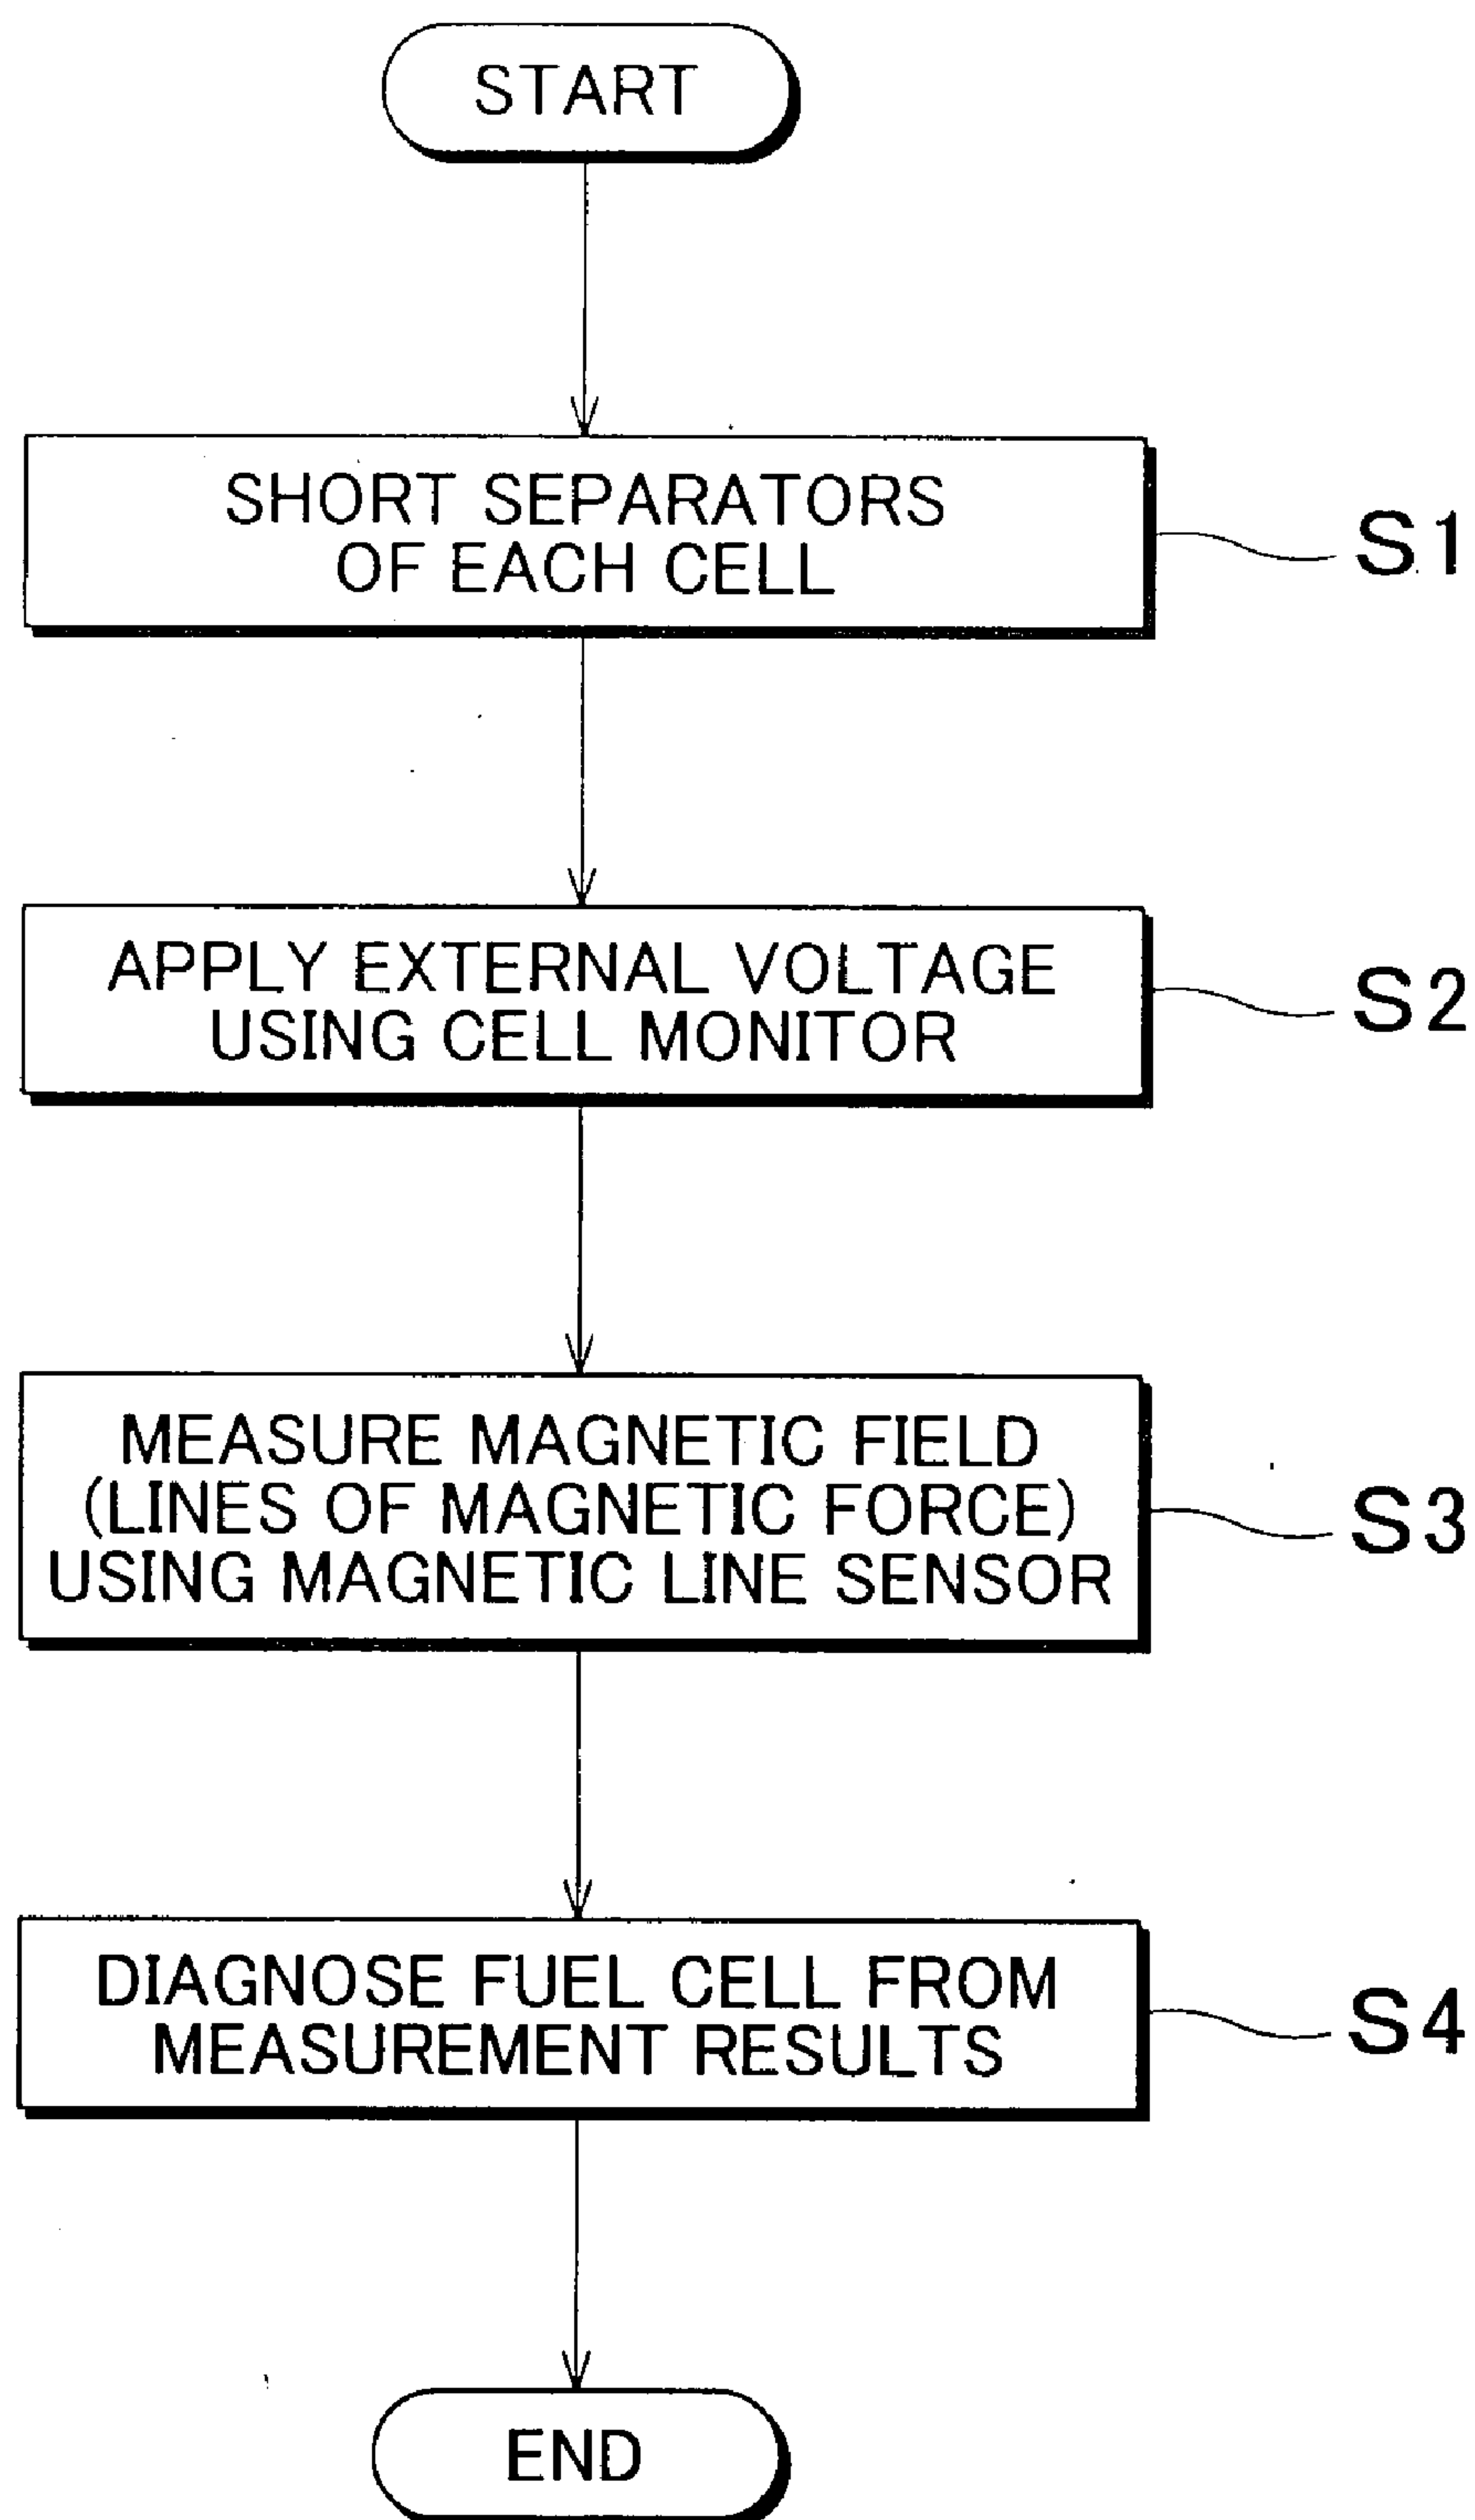 START
SHORT SEPARATORS
OF EACH CELL
S1
APPLY EXTERNAL VOLTAGE
USING CELL MONITOR
S2
MEASURE MAGNETIC FIELD
(LINES OF MAGNETIC FORCE)
USING MAGNETIC LINE SENSOR
S3
DIAGNOSE FUEL CELL FROM
MEASUREMENT RESULTS
S4
END